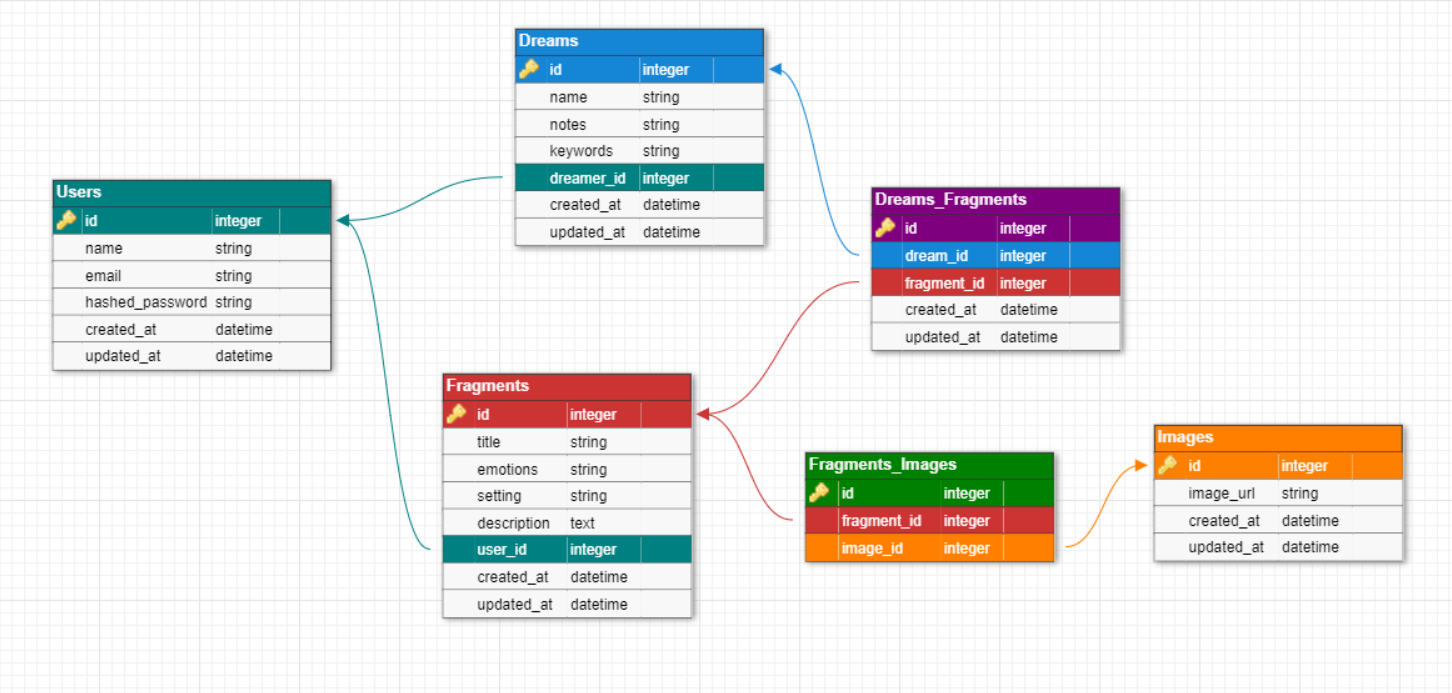 Dreams
id integer
name string
notes string
keywords string
dreamer_id integer
created_at datetime
updated_at datetime
Users
id integer
name string
email string
hashed_password string
created_at datetime
updated_at datetime
Dreams_Fragments
id integer
dream_id integer
fragment_id integer
created_at datetime
updated_at datetime
Fragments
id integer
title string
emotions string
setting string
description text
user_id integer
created_at datetime
updated_at datetime
Fragments_Images
id integer
fragment_id integer
image_id integer
Images
id integer
image_url string
created_at datetime
updated_at datetime